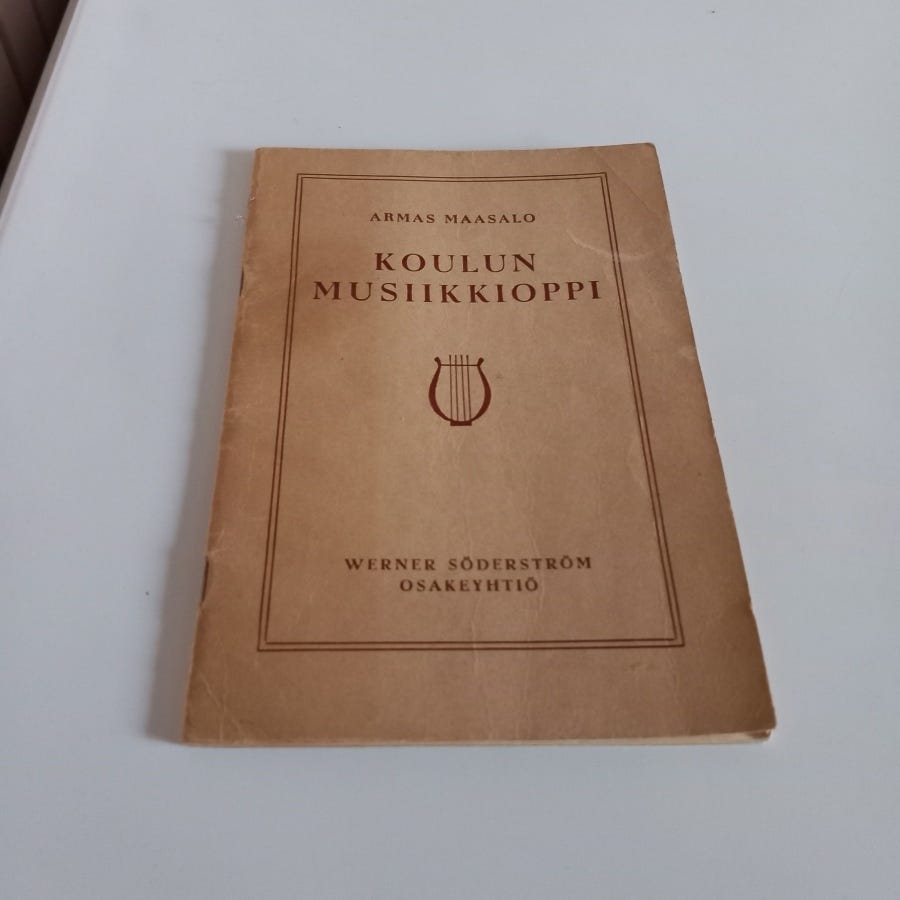 ARMAS MAASALO
KOULUN
MUSIIKKIOPPI
WERNER SÖDERSTRÖM
OSAKEYHTIÖ